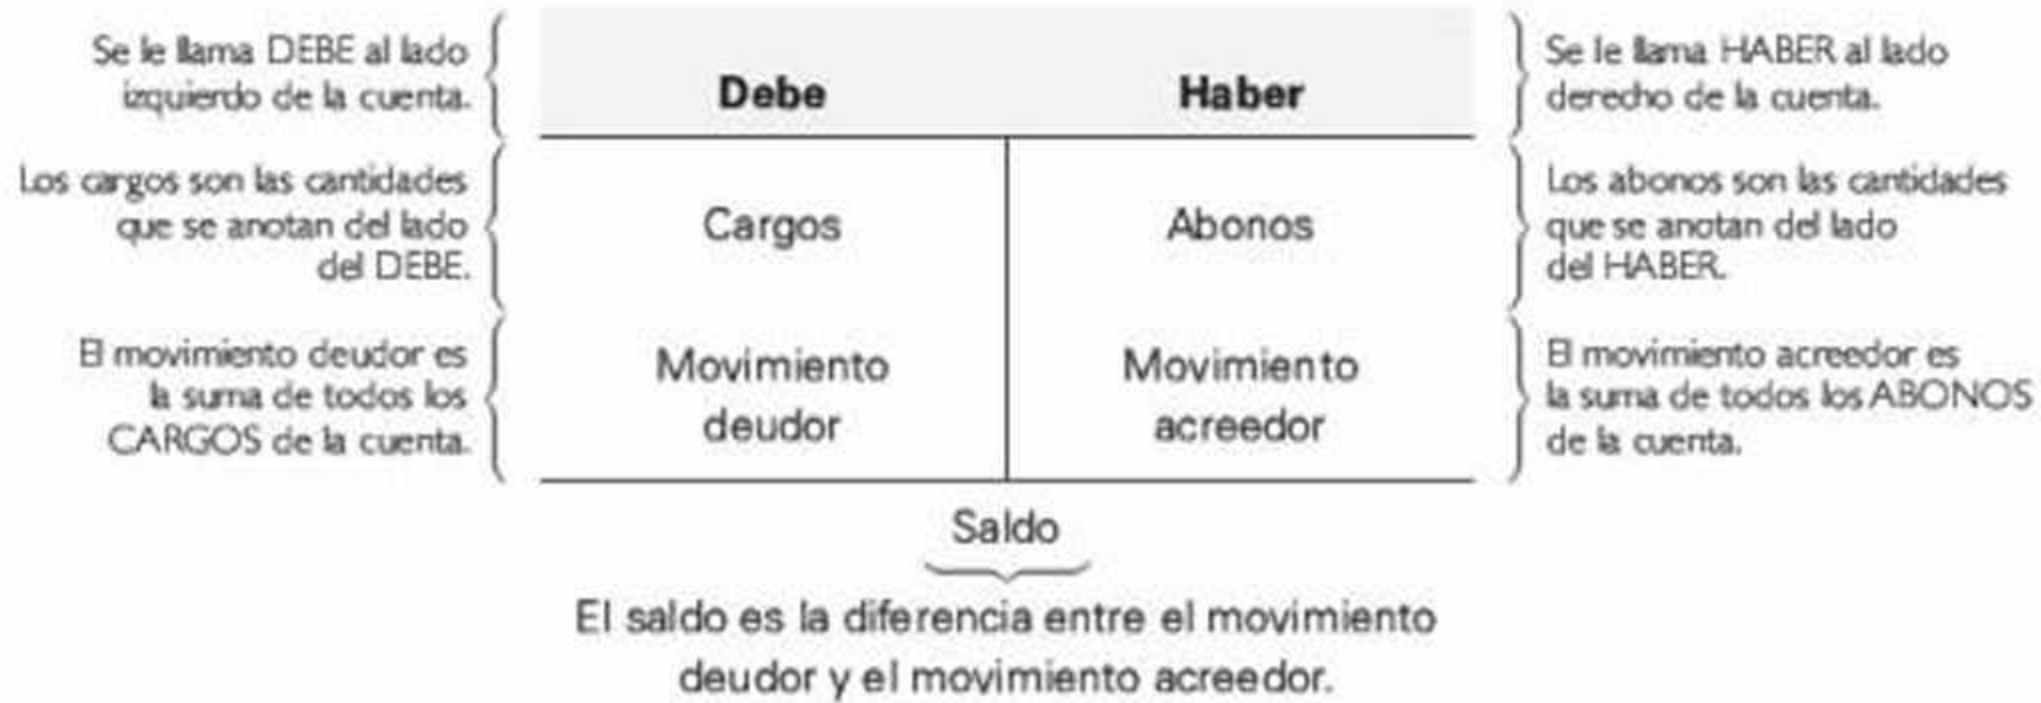 Se le llama DEBE al lado
izquierdo de la cuenta.
Debe
Haber
Se le llama HABER al lado
derecho de la cuenta.
Los cargos son las cantidades
que se anotan del lado
del DEBE.
Cargos
Abonos
Los abonos son las cantidades
que se anotan del lado
del HABER.
El movimiento deudor es
la suma de todos los
CARGOS de la cuenta.
Movimiento
deudor
Movimiento
acreedor
El movimiento acreedor es
la suma de todos los ABONOS
de la cuenta.
Saldo
El saldo es la diferencia entre el movimiento
deudor y el movimiento acreedor.